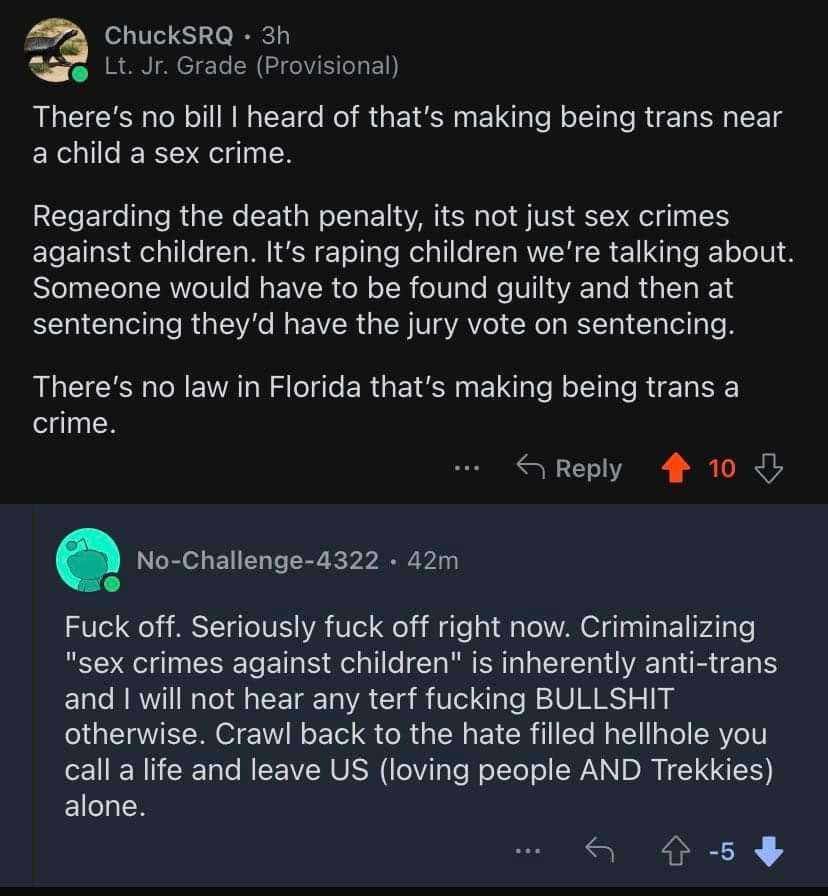 ChuckSRQ • 3h
Lt. Jr. Grade (Provisional)
There's no bill I heard of that's making being trans near
a child a sex crime.
Regarding the death penalty, its not just sex crimes
against children. It's raping children we're talking about.
Someone would have to be found guilty and then at
sentencing they'd have the jury vote on sentencing.
There's no law in Florida that's making being trans a
crime.
... Reply 10
No-Challenge-4322 • 42m
Fuck off. Seriously fuck off right now. Criminalizing
"sex crimes against children" is inherently anti-trans
and I will not hear any terf fucking BULLSHIT
otherwise. Crawl back to the hate filled hellhole you
call a life and leave US (loving people AND Trekkies)
alone.
... -5